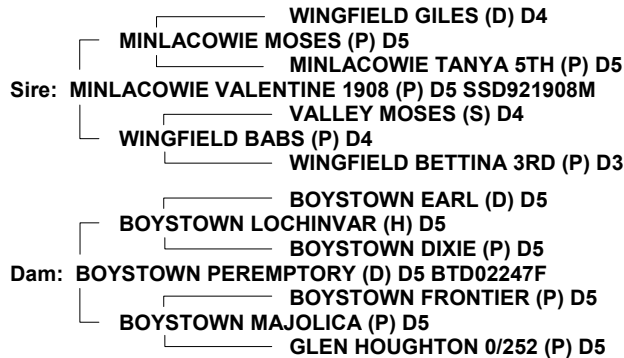 WINGFIELD GILES (D) D4
MINLACOWIE MOSES (P) D5
MINLACOWIE TANYA 5TH (P) D5
Sire: MINLACOWIE VALENTINE 1908 (P) D5 SSD921908M
VALLEY MOSES (S) D4
WINGFIELD BABS (P) D4
WINGFIELD BETTINA 3RD (P) D3
BOYSTOWN EARL (D) D5
BOYSTOWN LOCHINVAR (H) D5
BOYSTOWN DIXIE (P) D5
Dam: BOYSTOWN PEREMPTORY (D) D5 BTD02247F
BOYSTOWN FRONTIER (P) D5
BOYSTOWN MAJOLICA (P) D5
GLEN HOUGHTON 0/252 (P) D5